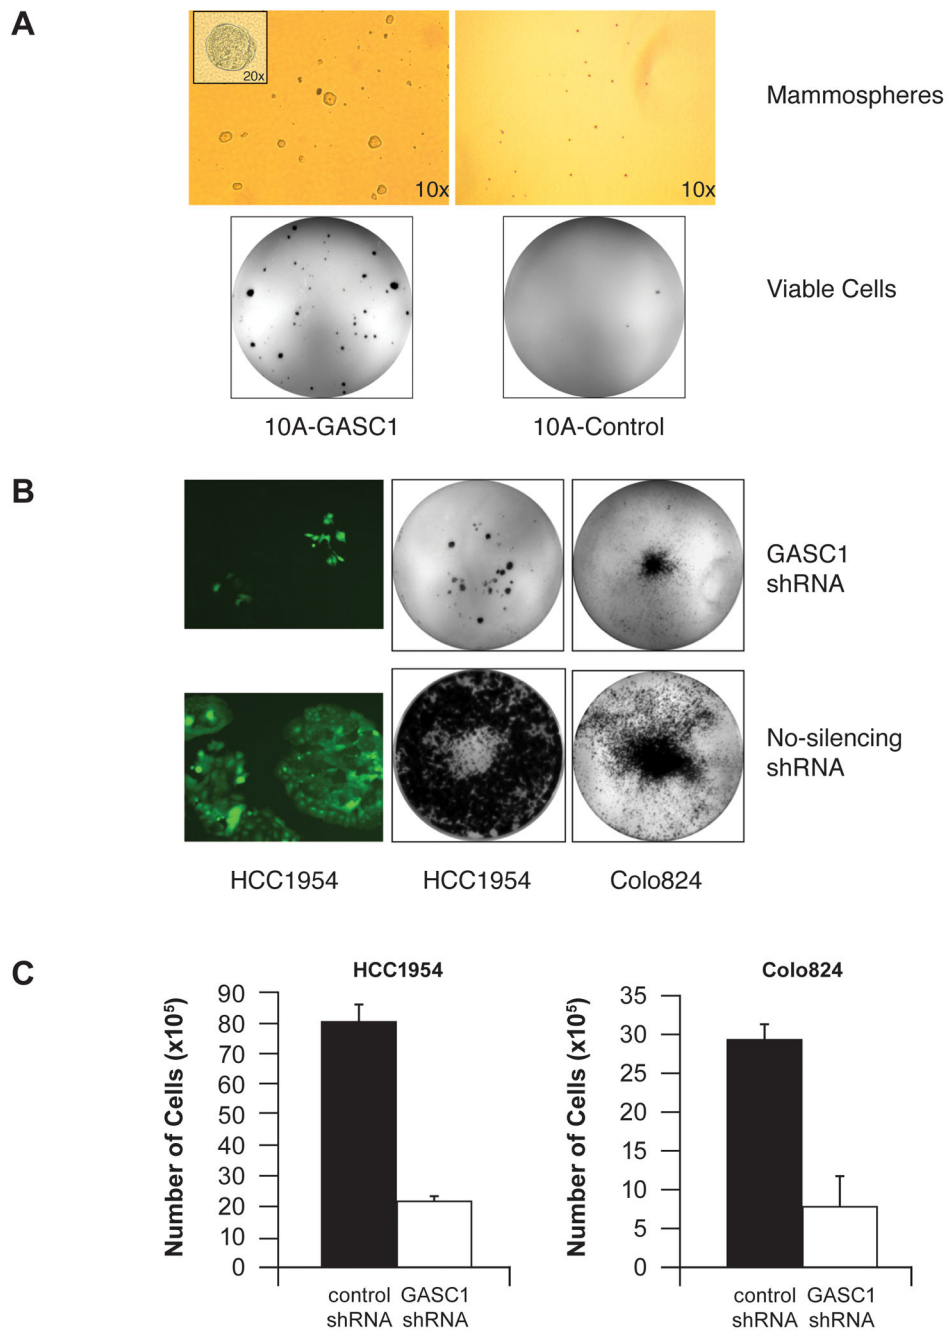 A
20x
10x
10x
Mammospheres
Viable Cells
10A-GASC1
10A-Control
B
GASC1
shRNA
No-silencing
shRNA
HCC1954
HCC1954
Colo824
C
HCC1954
Number of Cells (x10⁵)
90
80
70
60
50
40
30
20
10
0
control
shRNA
GASC1
shRNA
Colo824
Number of Cells (x10⁵)
35
30
25
20
15
10
5
0
control
shRNA
GASC1
shRNA